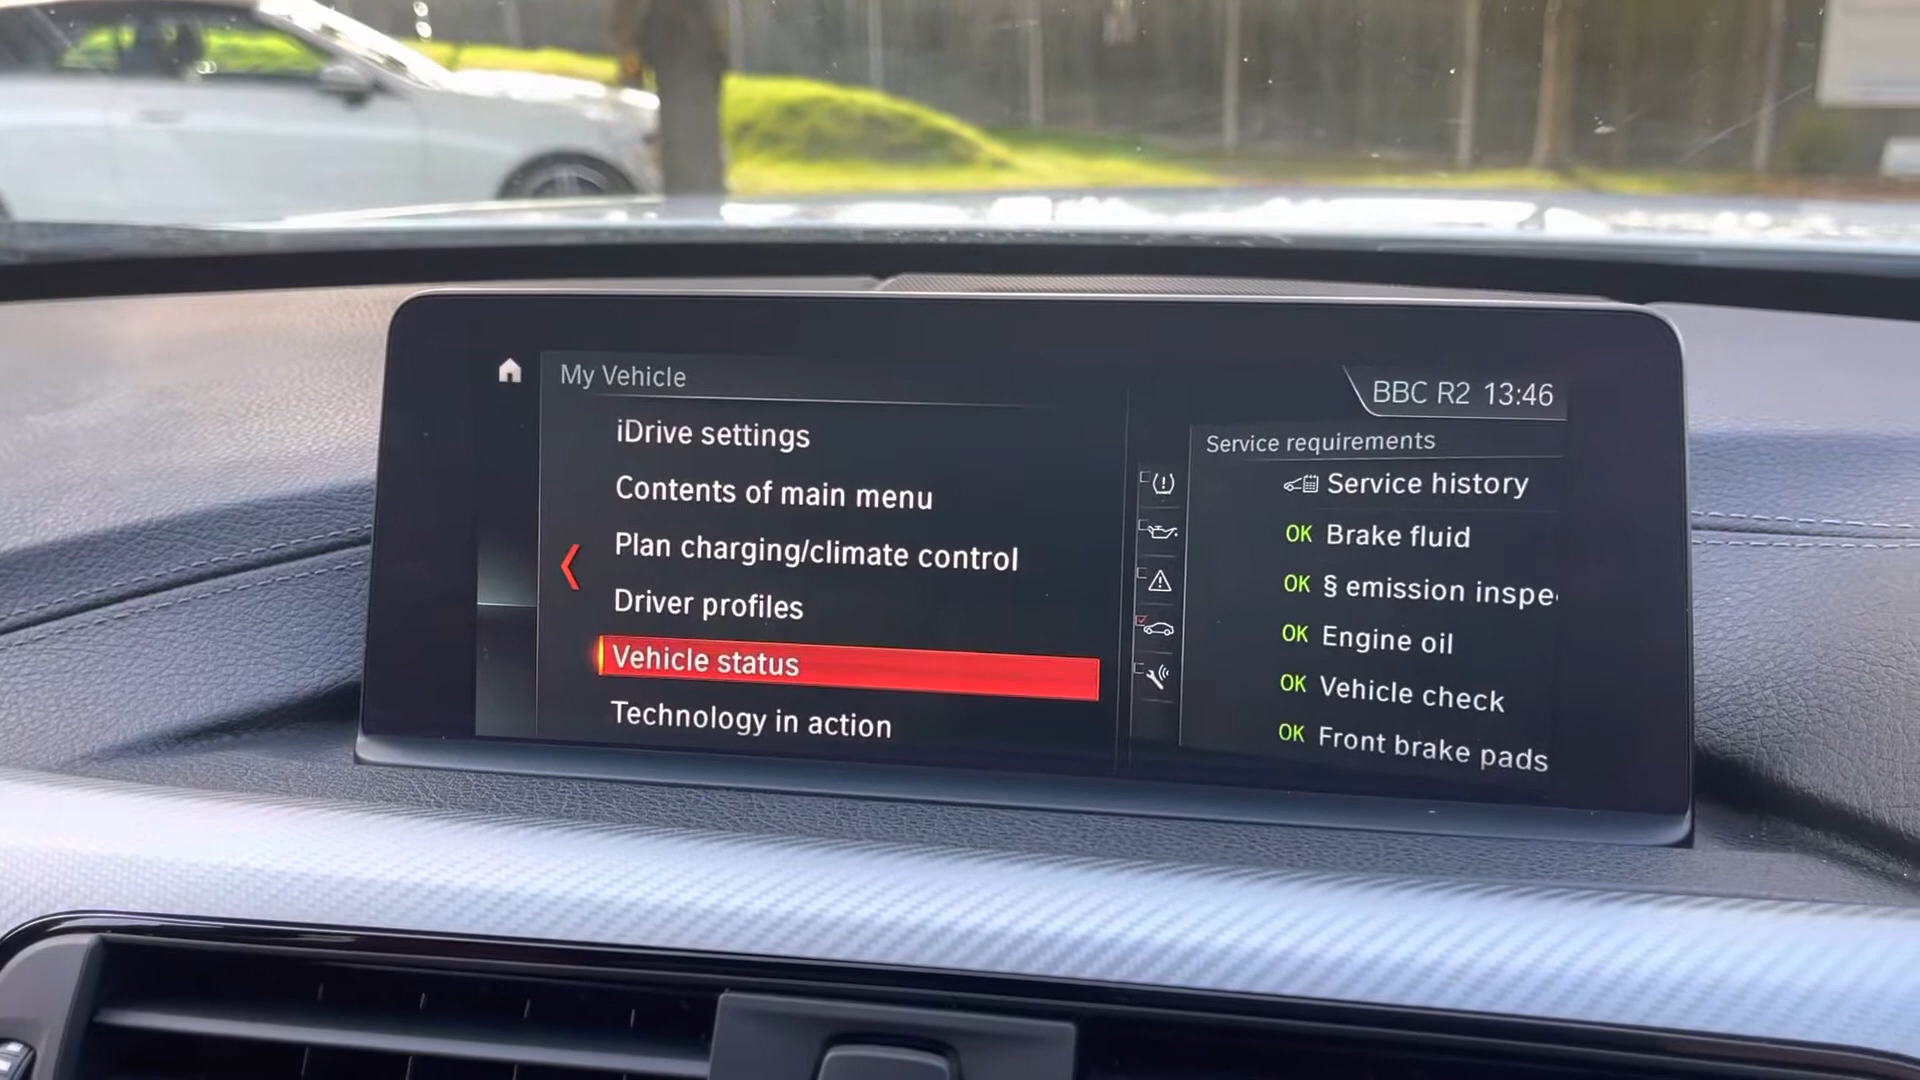 My Vehicle
BBC R2 13:46
iDrive settings
Contents of main menu
Plan charging/climate control
Driver profiles
Vehicle status
Technology in action
Service requirements
Service history
OK Brake fluid
OK § emission inspe
OK Engine oil
OK Vehicle check
OK Front brake pads